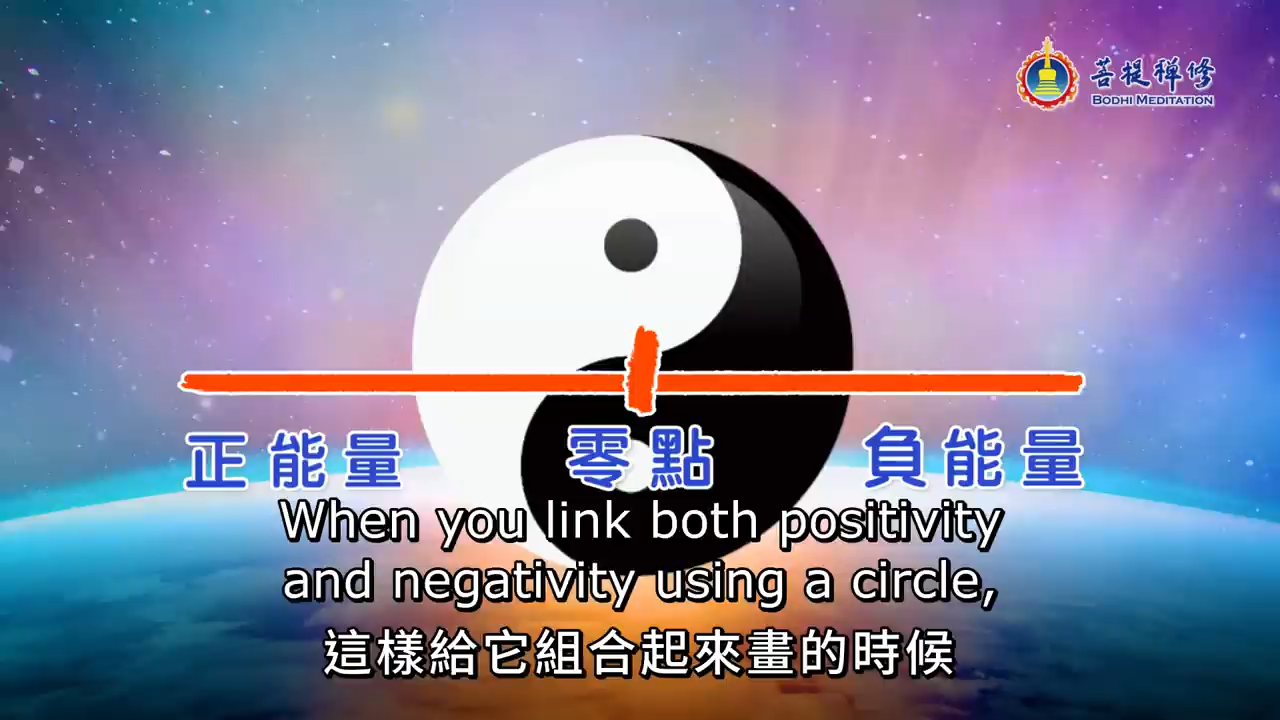 菩提禪修
BODHI MEDITATION
正能量 零點 負能量
When you link both positivity
and negativity using a circle,
這樣給它組合起來畫的時候